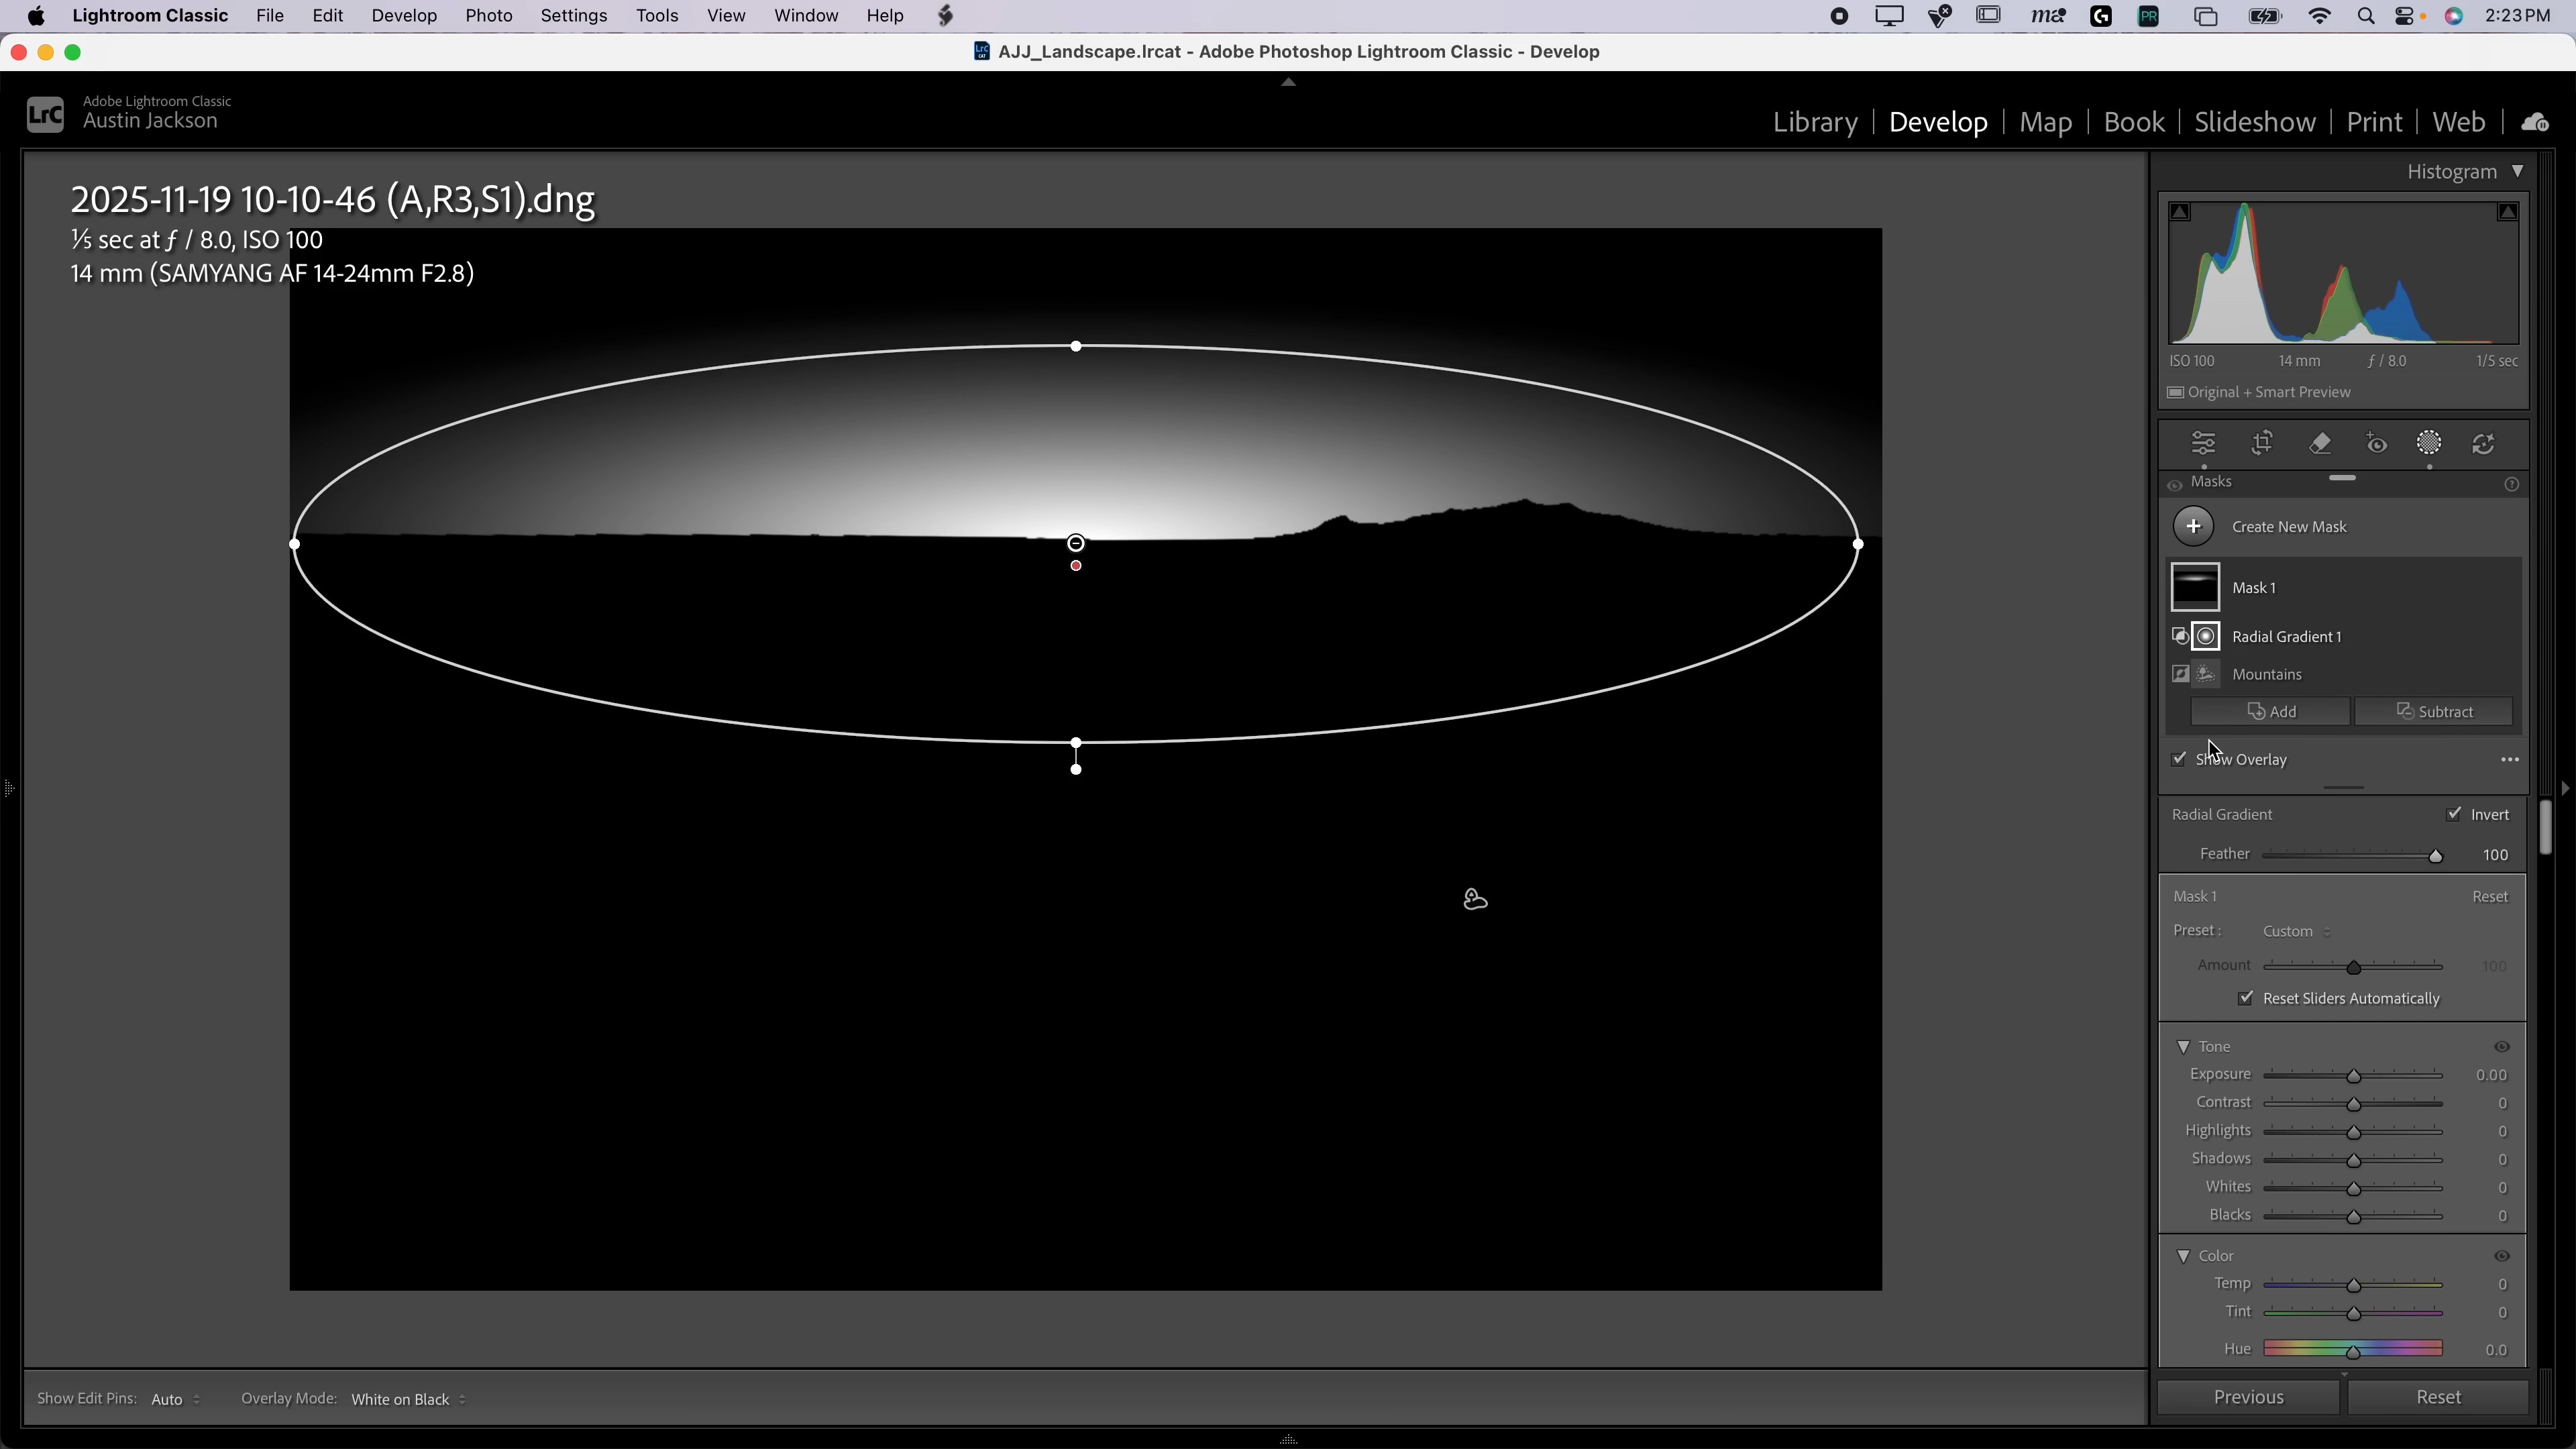 Lightroom Classic File Edit Develop Photo Settings Tools View Window Help 2:23 PM
AJJ_Landscape.lrcat - Adobe Photoshop Lightroom Classic - Develop
LrC
Adobe Lightroom Classic
Austin Jackson
Library | Develop | Map | Book | Slideshow | Print | Web
2025-11-19 10-10-46 (A,R3,S1).dng
1/5 sec at ƒ / 8.0, ISO 100
14 mm (SAMYANG AF 14-24mm F2.8)
Histogram
ISO 100 14 mm ƒ / 8.0 1/5 sec
Original + Smart Preview
Masks
Create New Mask
Mask 1
Radial Gradient 1
Mountains
Add Subtract
Show Overlay
Radial Gradient Invert
Feather 100
Mask 1 Reset
Preset : Custom
Amount 100
Reset Sliders Automatically
Tone
Exposure 0.00
Contrast 0
Highlights 0
Shadows 0
Whites 0
Blacks 0
Color
Temp 0
Tint 0
Hue 0.0
Show Edit Pins: Auto Overlay Mode: White on Black
Previous Reset